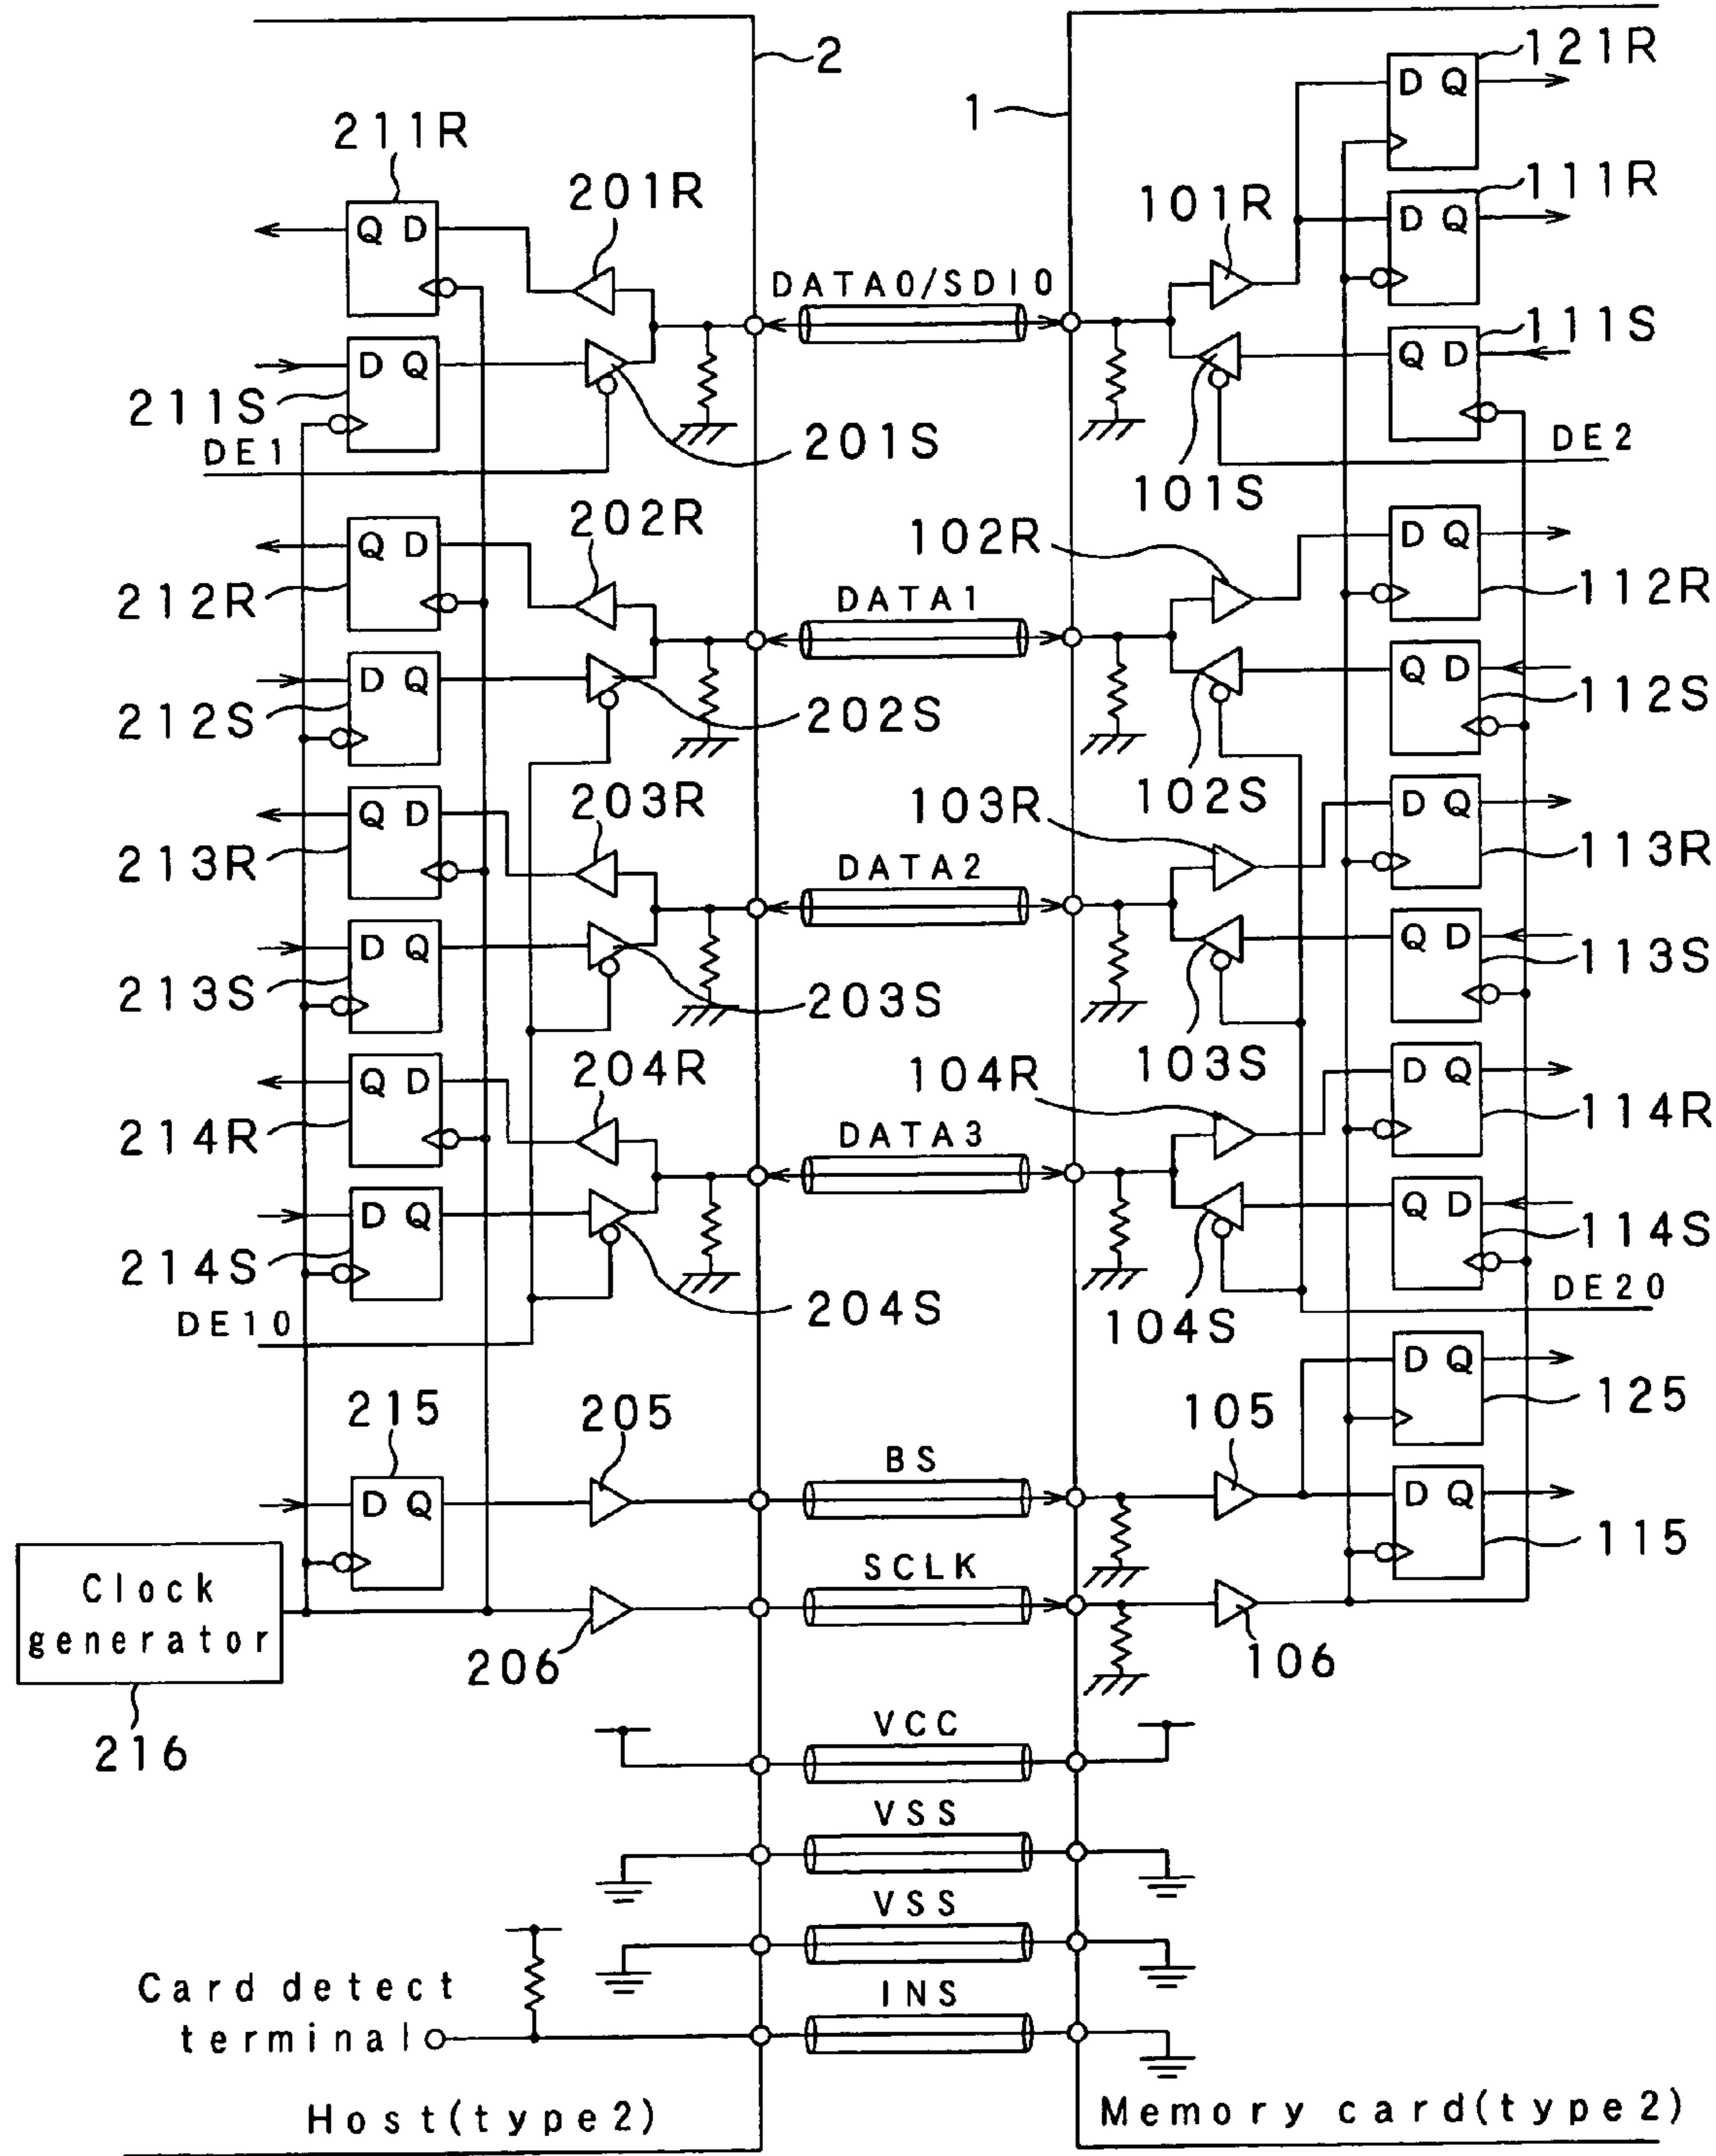 2
1
121R
D Q
211R
201R
101R
111R
D Q
Q D
DATA0/SDI0
111S
D Q
Q D
211S
DE1
201S
101S
DE2
202R
102R
Q D
D Q
212R
DATA1
112R
D Q
Q D
212S
202S
102S
112S
203R
103R
Q D
D Q
213R
DATA2
113R
D Q
Q D
213S
203S
103S
113S
204R
104R
Q D
D Q
214R
DATA3
114R
D Q
Q D
214S
204S
104S
114S
DE10
DE20
D Q
125
215
205
105
BS
D Q
D Q
115
Clock
generator
SCLK
206
106
216
VCC
VSS
VSS
Card detect
terminal
INS
Host(type2)
Memory card(type2)